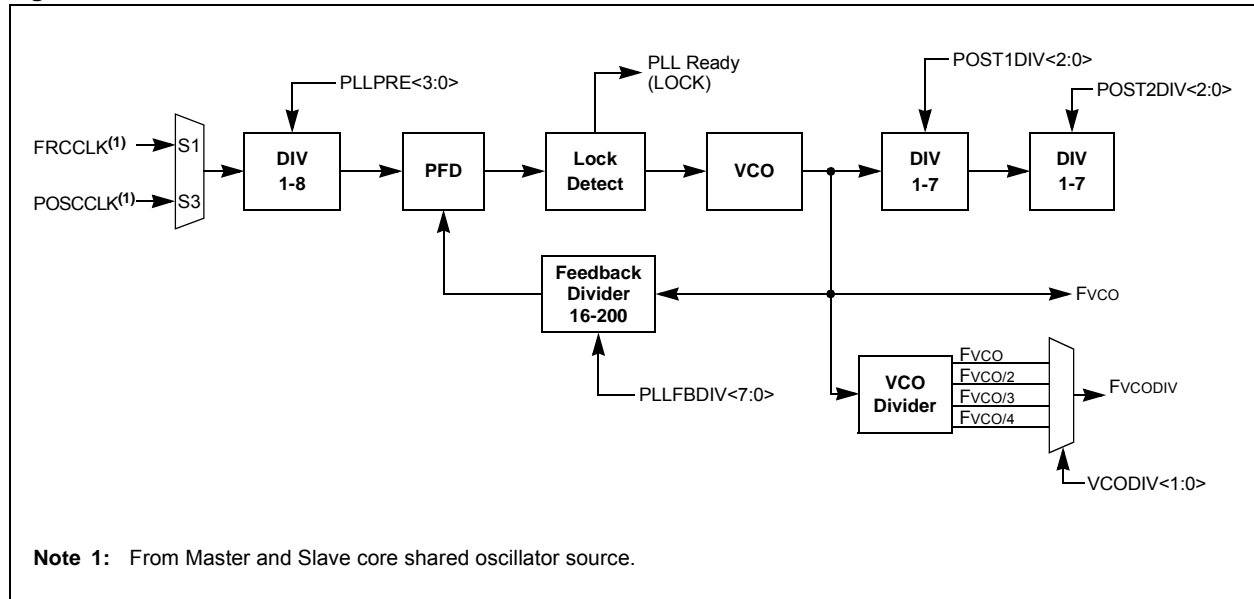 PLL Ready
(LOCK)
POST1DIV<2:0>
PLLPRE<3:0>
POST2DIV<2:0>
FRCCLK(1)
S1
POSCCLK(1)
S3
DIV
1-8
PFD
Lock
Detect
VCO
DIV
1-7
DIV
1-7
Feedback
Divider
16-200
FVCO
PLLFBDIV<7:0>
VCO
Divider
FVCO
FVCO/2
FVCO/3
FVCO/4
FVCODIV
VCODIV<1:0>
Note 1: From Master and Slave core shared oscillator source.